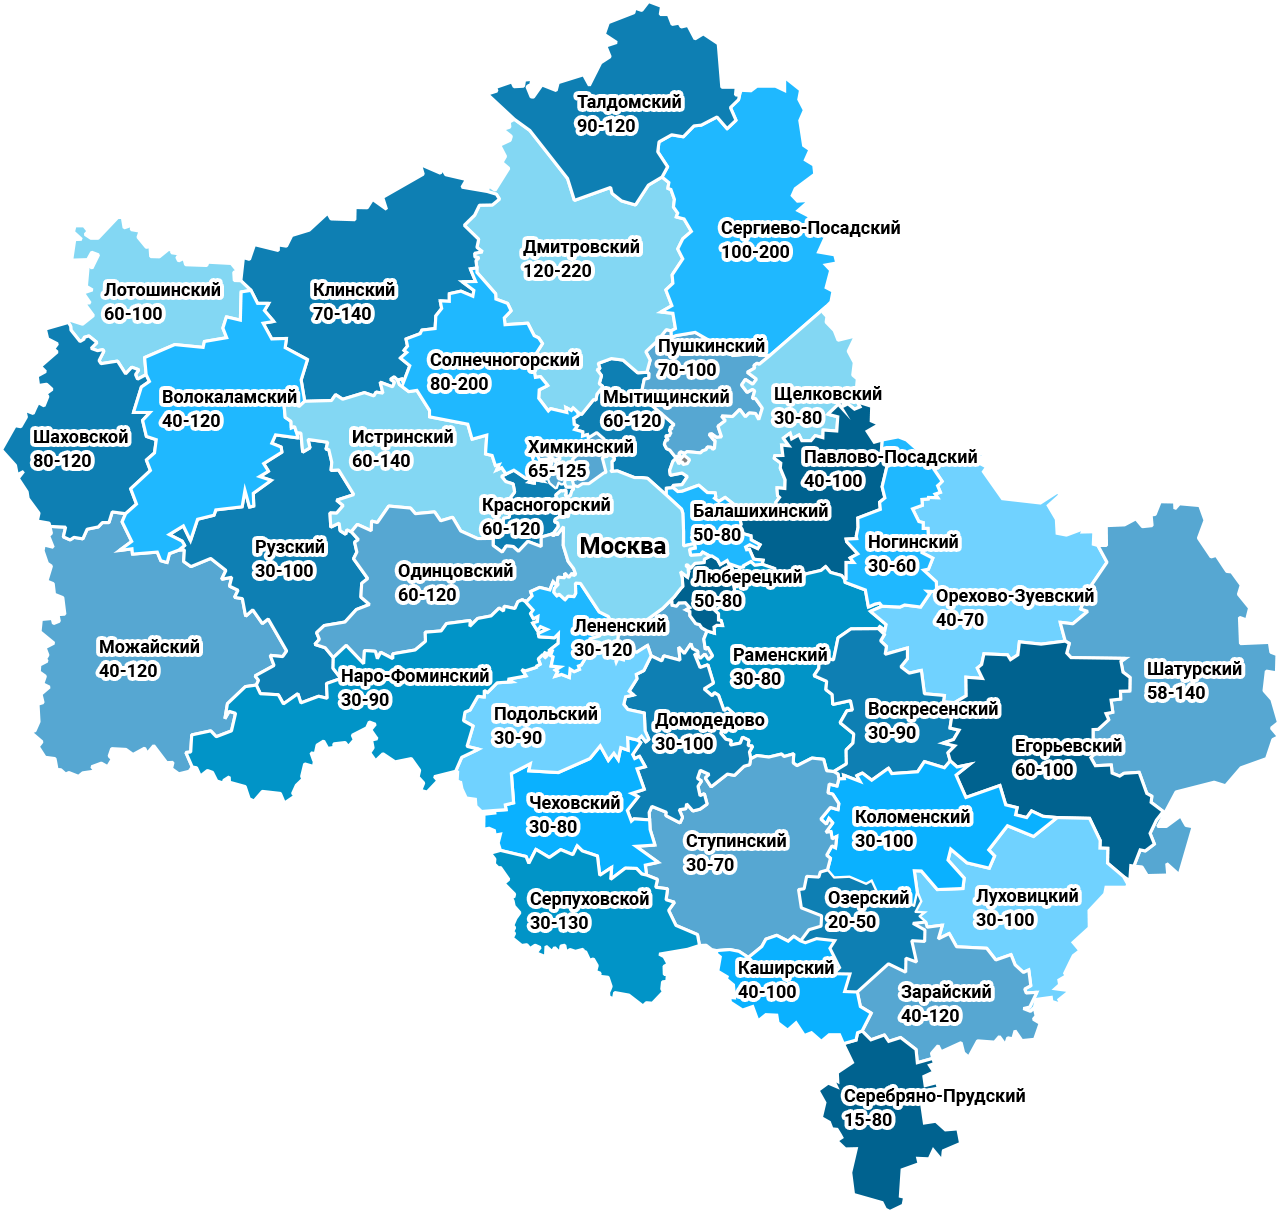 Талдомский
90-120
Сергиево-Посадский
100-200
Дмитровский
120-220
Лотошинский
60-100
Клинский
70-140
Пушкинский
70-100
Солнечногорский
80-200
Волокаламский
40-120
Мытищинский
60-120
Щелковский
30-80
Шаховской
80-120
Истринский
60-140
Химкинский
65-125
Павлово-Посадский
40-100
Красногорский
60-120
Балашихинский
50-80
Москва
Ногинский
30-60
Рузский
30-100
Одинцовский
60-120
Люберецкий
50-80
Орехово-Зуевский
40-70
Лененский
30-120
Можайский
40-120
Раменский
30-80
Шатурский
58-140
Наро-Фоминский
30-90
Подольский
30-90
Домодедово
30-100
Воскресенский
30-90
Егорьевский
60-100
Чеховский
30-80
Коломенский
30-100
Ступинский
30-70
Серпуховской
30-130
Озерский
20-50
Луховицкий
30-100
Каширский
40-100
Зарайский
40-120
Серебряно-Прудский
15-80